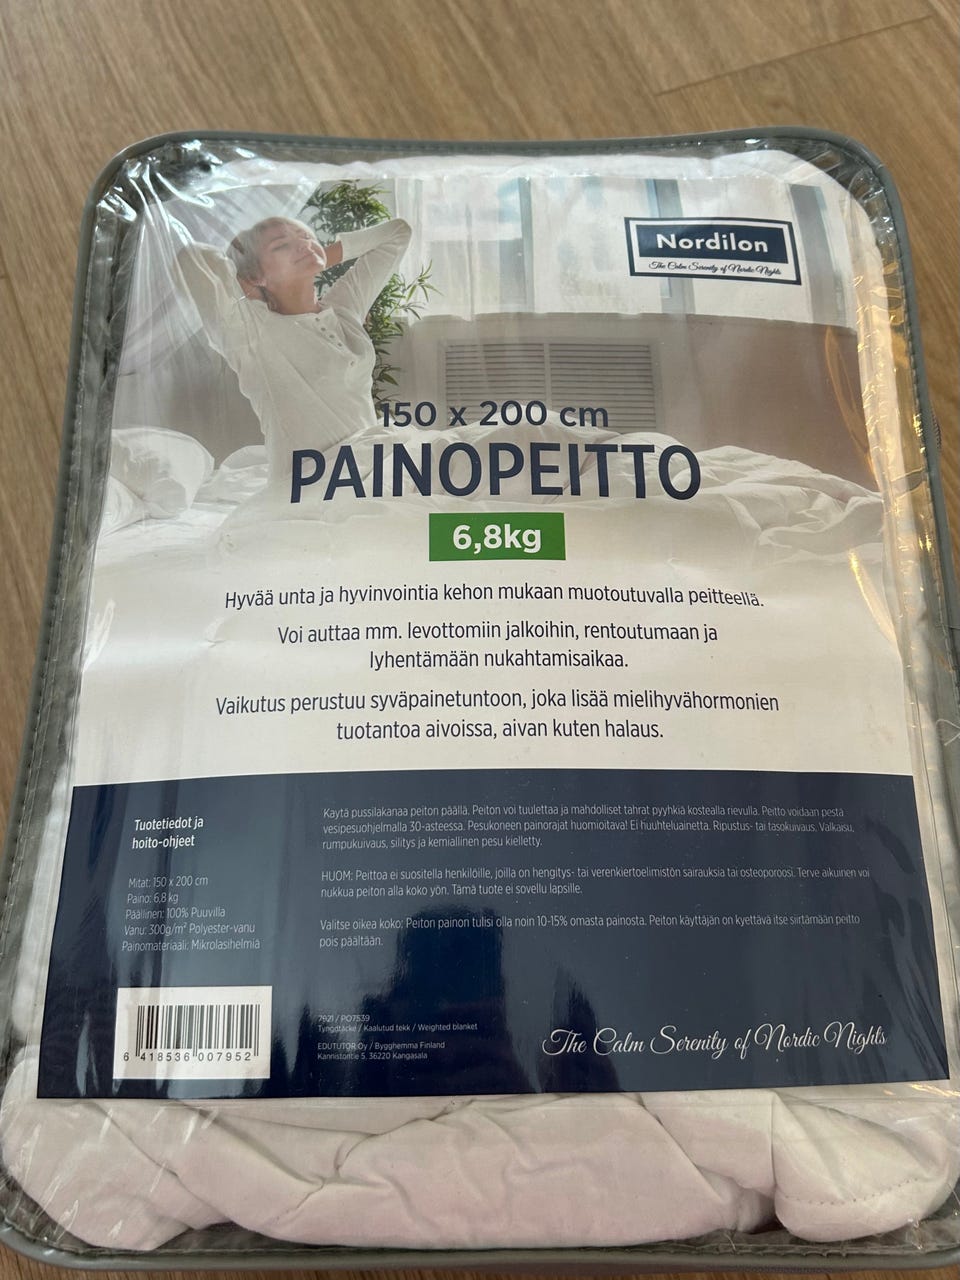 Nordilon
The Calm Serenity of Nordic Nights
150 x 200 cm
PAINOPEITTO
6,8kg
Hyvää unta ja hyvinvointia kehon mukaan muotoutuvalla peitteellä.
Voi auttaa mm. levottomiin jalkoihin, rentoutumaan ja
lyhentämään nukahtamisaikaa.
Vaikutus perustuu syväpainetuntoon, joka lisää mielihyvähormonien
tuotantoa aivoissa, aivan kuten halaus.
Tuotetiedot ja
hoito-ohjeet
Mitat: 150 x 200 cm
Paino: 6,8 kg
Päällinen: 100% Puuvilla
Vanu: 300g/m² Polyester-vanu
Painomateriaali: Mikrolasihelmiä
Käytä pussilakanaa peiton päällä. Peiton voi tuulettaa ja mahdolliset tahrat pyyhkiä kostealla rievulla. Peitto voidaan pestä
vesipesuohjelmalla 30-asteessa. Pesukoneen painorajat huomioitava! Ei huuhteluainetta. Ripustus- tai tasokuivaus. Valkaisu,
rumpukuivaus, silitys ja kemiallinen pesu kielletty.
HUOM: Peittoa ei suositella henkilöille, joilla on hengitys- tai verenkiertoelimistön sairauksia tai osteoporoosi. Terve aikuinen voi
nukkua peiton alla koko yön. Tämä tuote ei sovellu lapsille.
Valitse oikea koko: Peiton painon tulisi olla noin 10-15% omasta painosta. Peiton käyttäjän on kyettävä itse siirtämään peitto
pois päältään.
6 418536 007952
7921 / PO7539
Tyngdtäcke / Kaalutud tekk / Weighted blanket
EDUTUTOR Oy / Bygghemma Finland
Kannistontie 5, 36220 Kangasala
The Calm Serenity of Nordic Nights